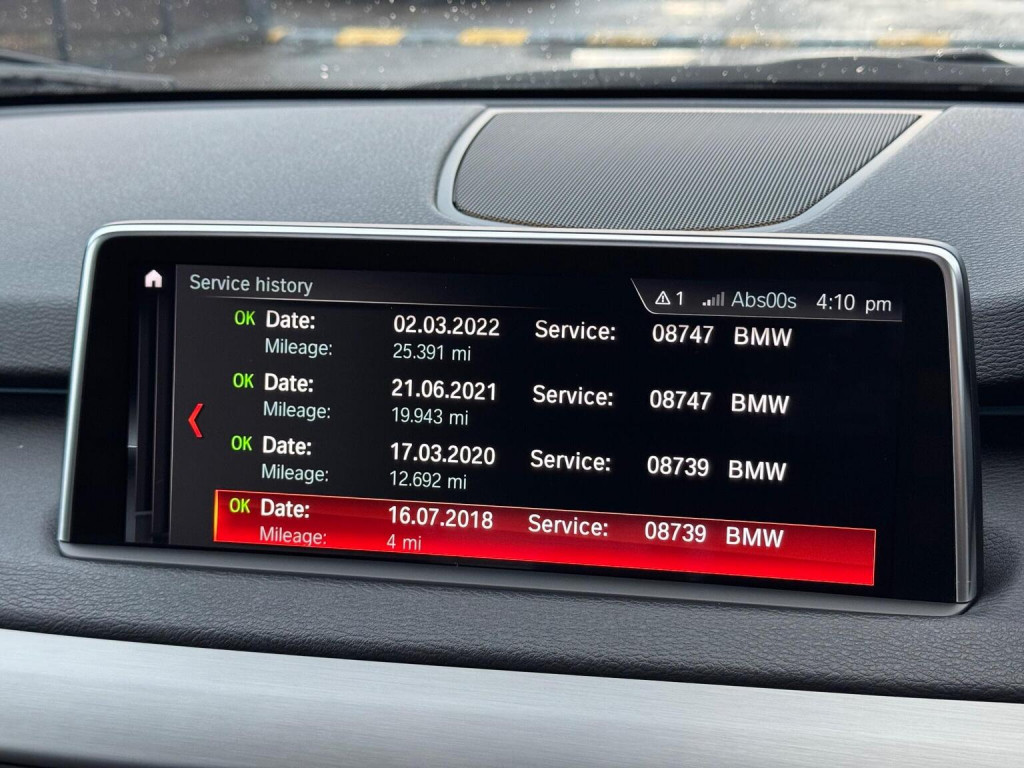 Service history
1 Abs00s 4:10 pm
OK Date: 02.03.2022 Service: 08747 BMW
Mileage: 25.391 mi
OK Date: 21.06.2021 Service: 08747 BMW
Mileage: 19.943 mi
OK Date: 17.03.2020 Service: 08739 BMW
Mileage: 12.692 mi
OK Date: 16.07.2018 Service: 08739 BMW
Mileage: 4 mi